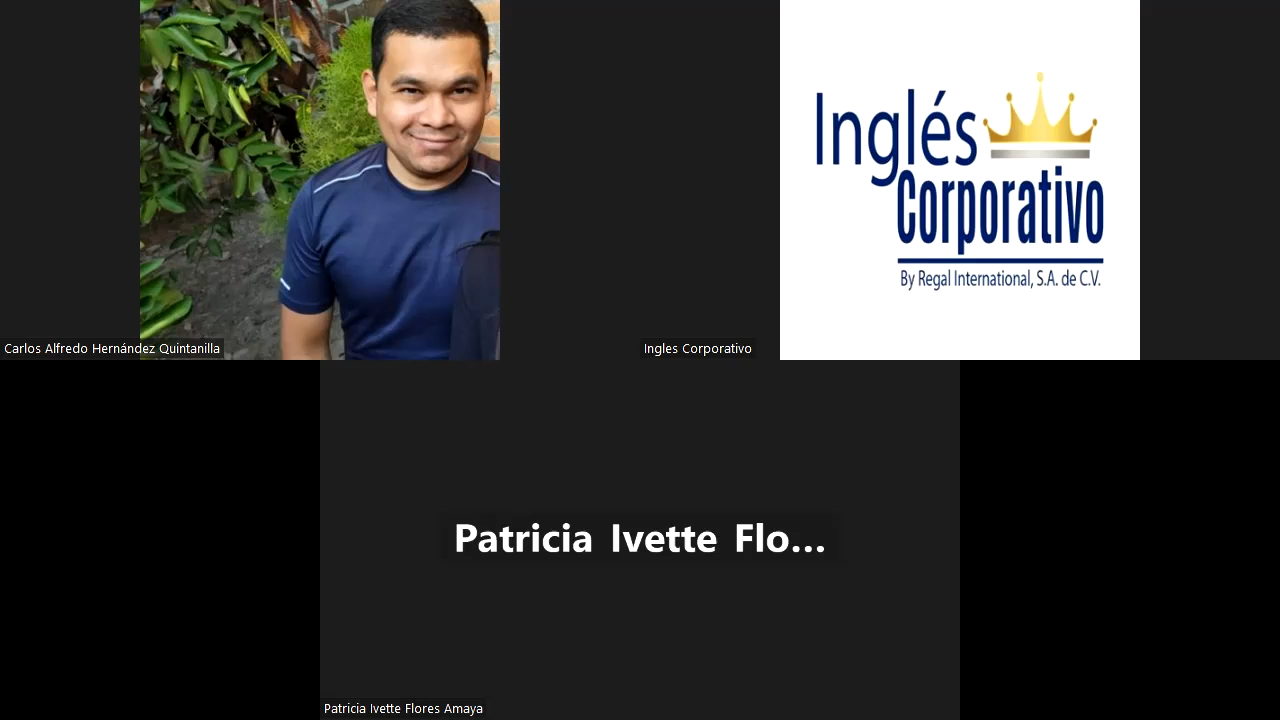 Inglés
Corporativo
By Regal International, S.A. de C.V.
Carlos Alfredo Hernández Quintanilla
Ingles Corporativo
Patricia Ivette Flo...
Patricia Ivette Flores Amaya